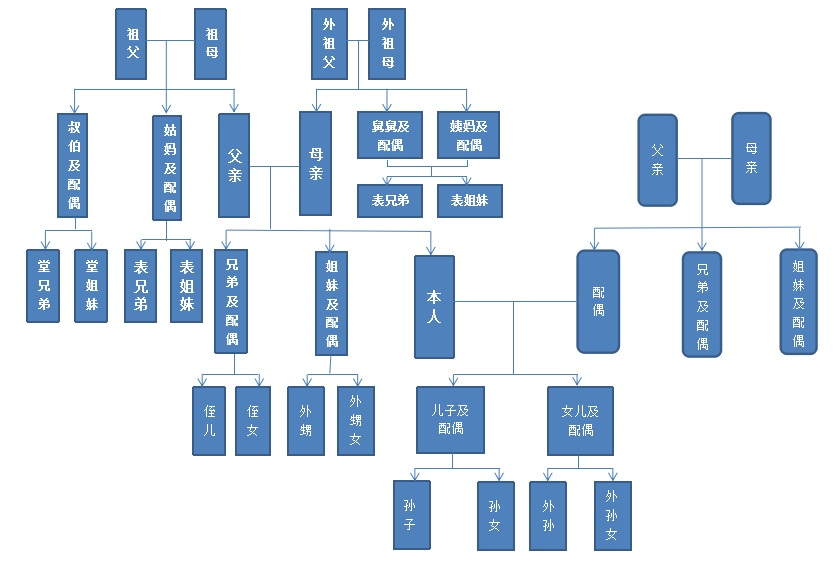 祖父
祖母
外祖父
外祖母
叔伯及配偶
姑妈及配偶
父亲
母亲
舅舅及
配偶
姨妈及
配偶
父亲
母亲
表兄弟
表姐妹
堂兄弟
堂姐妹
表兄弟
表姐妹
兄弟及配偶
姐妹及配偶
本人
配偶
兄弟及配偶
姐妹及配偶
侄儿
侄女
外甥
外甥女
儿子及
配偶
女儿及
配偶
孙子
孙女
外孙
外孙女